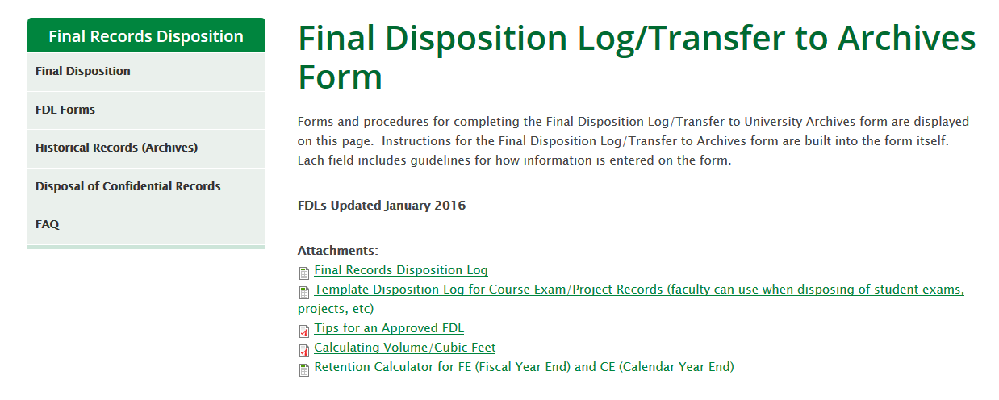 Final Records Disposition
Final Disposition
FDL Forms
Historical Records (Archives)
Disposal of Confidential Records
FAQ
Final Disposition Log/Transfer to Archives
Form
Forms and procedures for completing the Final Disposition Log/Transfer to University Archives form are displayed
on this page. Instructions for the Final Disposition Log/Transfer to Archives form are built into the form itself.
Each field includes guidelines for how information is entered on the form.
FDLs Updated January 2016
Attachments:
Final Records Disposition Log
Template Disposition Log for Course Exam/Project Records (faculty can use when disposing of student exams,
projects, etc)
Tips for an Approved FDL
Calculating Volume/Cubic Feet
Retention Calculator for FE (Fiscal Year End) and CE (Calendar Year End)